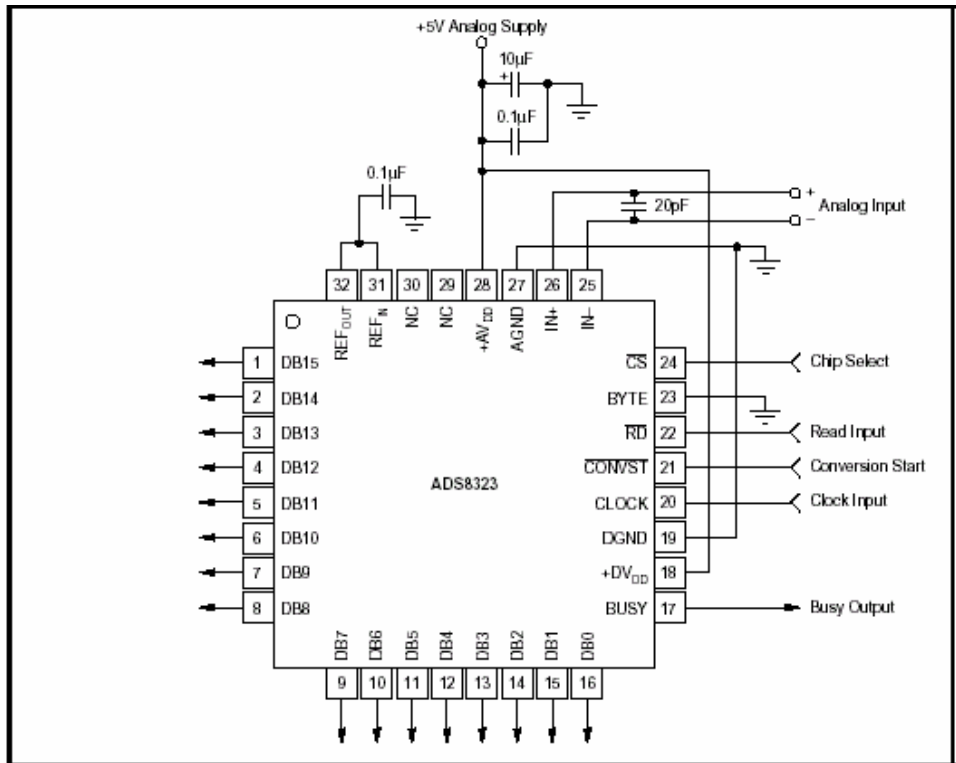 +5V Analog Supply
10µF
+
0.1µF
0.1µF
20pF
+
Analog Input
−
32 31 30 29 28 27 26 25
REFOUT REFIN NC NC +AVDD AGND IN+ IN−
1 DB15
2 DB14
3 DB13
4 DB12
5 DB11
6 DB10
7 DB9
8 DB8
ADS8323
CS 24 Chip Select
BYTE 23
RD 22 Read Input
CONVST 21 Conversion Start
CLOCK 20 Clock Input
DGND 19
+DVDD 18
BUSY 17 Busy Output
DB7 DB6 DB5 DB4 DB3 DB2 DB1 DB0
9 10 11 12 13 14 15 16